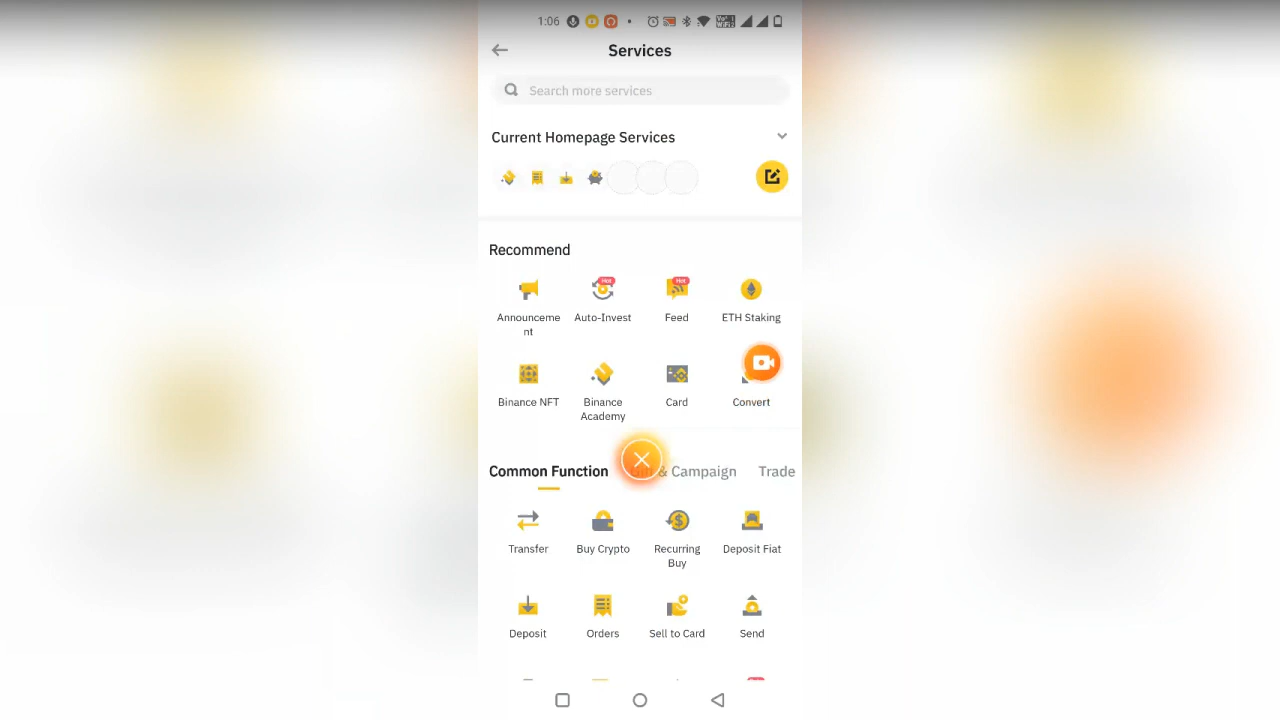 1:06
Services
Search more services
Current Homepage Services
Recommend
Hot
Hot
Announceme
nt
Auto-Invest
Feed
ETH Staking
Binance NFT
Binance
Academy
Card
Convert
Common Function
& Campaign
Trade
Transfer
Buy Crypto
Recurring
Buy
Deposit Fiat
Deposit
Orders
Sell to Card
Send